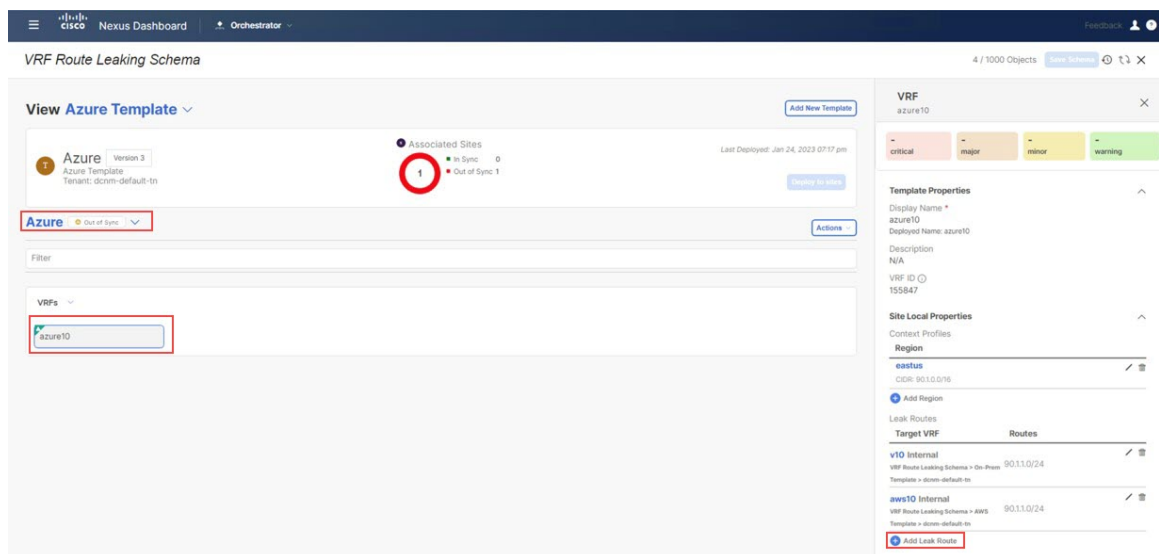 cisco Nexus Dashboard Orchestrator Feedback
VRF Route Leaking Schema 4 / 1000 Objects Save Schema
View Azure Template Add New Template
T Azure Version 3
Azure Template
Tenant: dcnm-default-tn
Associated Sites
1
In Sync 0
Out of Sync 1
Last Deployed: Jan 24, 2023 07:17 pm
Deploy to sites
Azure Out of Sync
Actions
Filter
VRFs
azure10
VRF
azure10
- - - -
critical major minor warning
Template Properties
Display Name *
azure10
Deployed Name: azure10
Description
N/A
VRF ID
155847
Site Local Properties
Context Profiles
Region
eastus
CIDR: 90.1.0.0/16
Add Region
Leak Routes
Target VRF Routes
v10 Internal
VRF Route Leaking Schema > On-Prem 90.1.1.0/24
Template > dcnm-default-tn
aws10 Internal
VRF Route Leaking Schema > AWS 90.1.1.0/24
Template > dcnm-default-tn
Add Leak Route